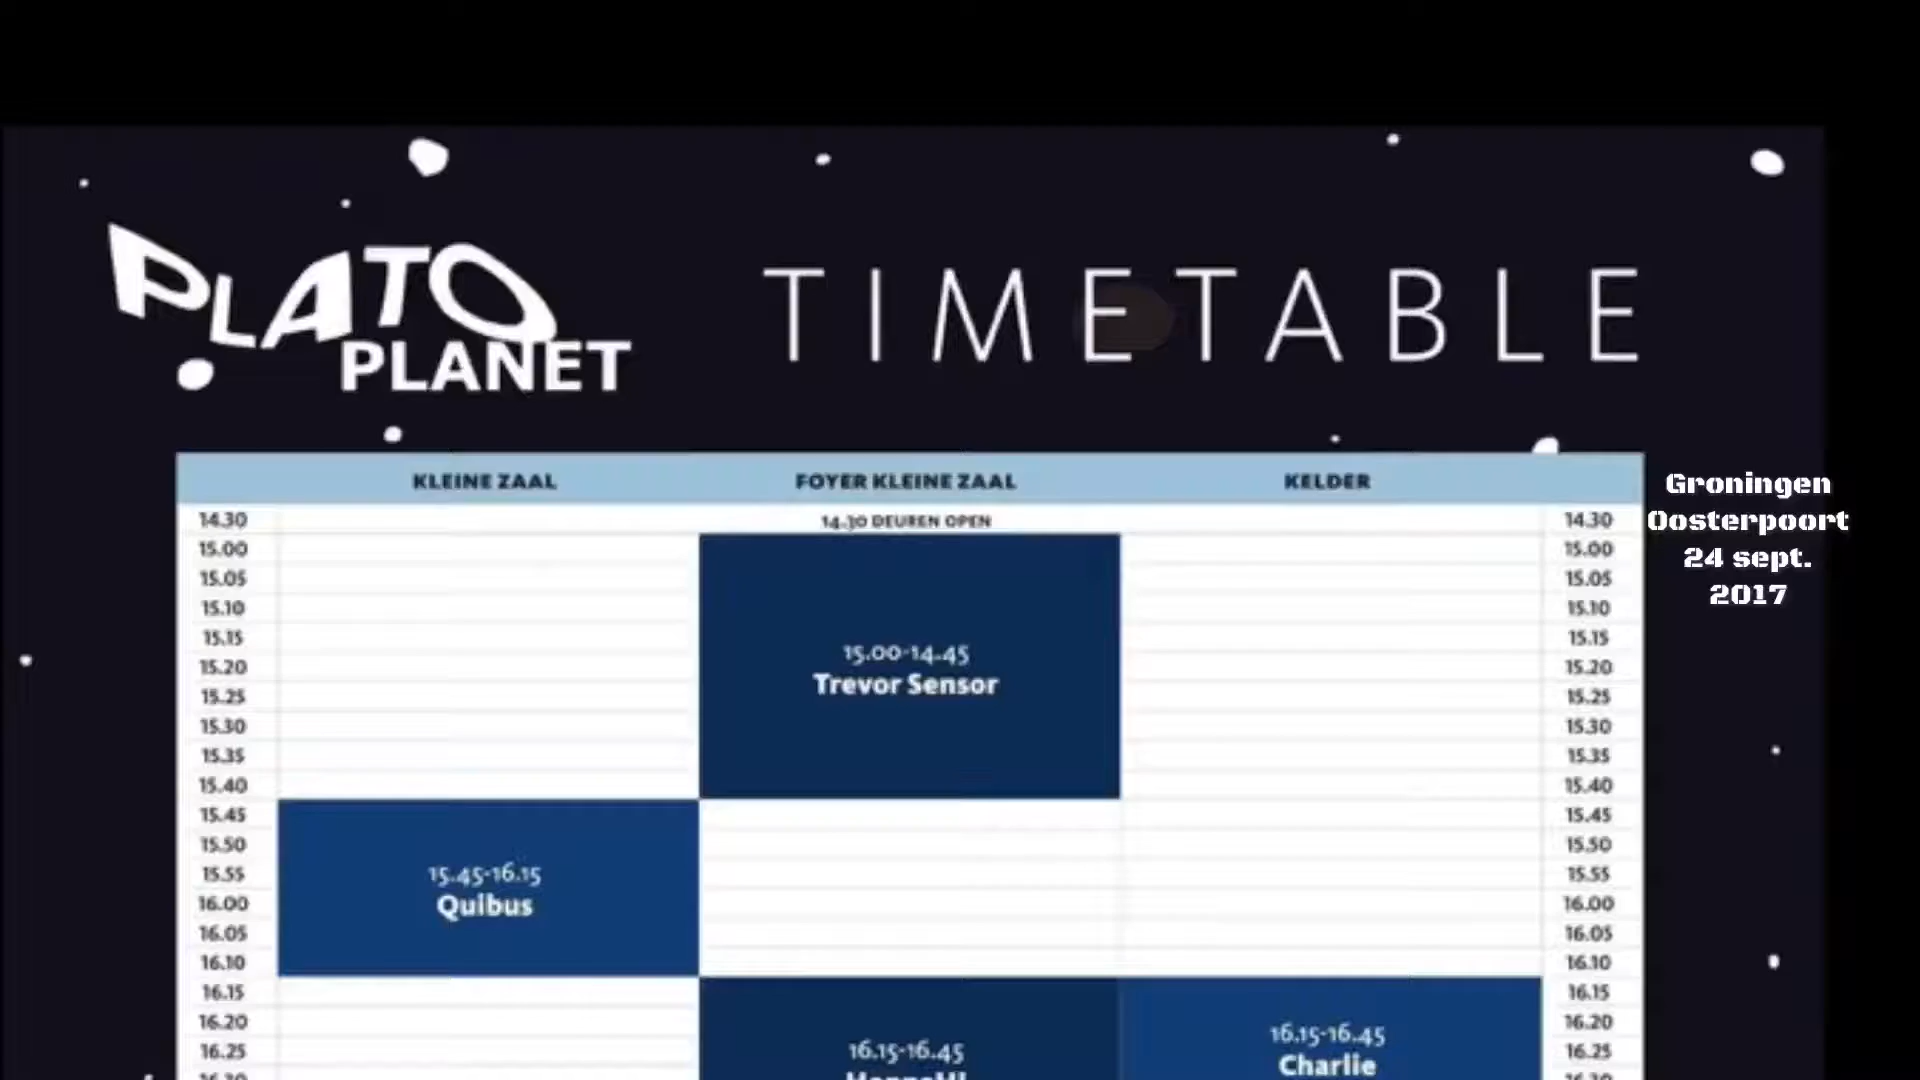 PLATO
PLANET
TIMETABLE
KLEINE ZAAL FOYER KLEINE ZAAL KELDER
14.30 14.30 DEUREN OPEN 14.30
15.00 15.00
15.05 15.05
15.10 15.10
15.15 15.15
15.20 15.20
15.25 15.25
15.30 15.30
15.35 15.35
15.40 15.40
15.45 15.45
15.50 15.50
15.55 15.55
16.00 16.00
16.05 16.05
16.10 16.10
16.15 16.15
16.20 16.20
16.25 16.25
15.00-14.45
Trevor Sensor
15.45-16.15
Quibus
16.15-16.45
16.15-16.45
Charlie
Groningen
Oosterpoort
24 sept.
2017